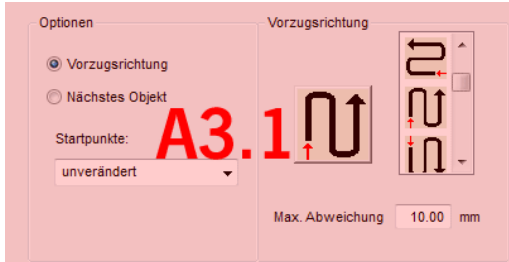 Optionen
Vorzugsrichtung
Nächstes Objekt
Startpunkte:
unverändert
Vorzugsrichtung
A3.1
Max. Abweichung 10.00 mm